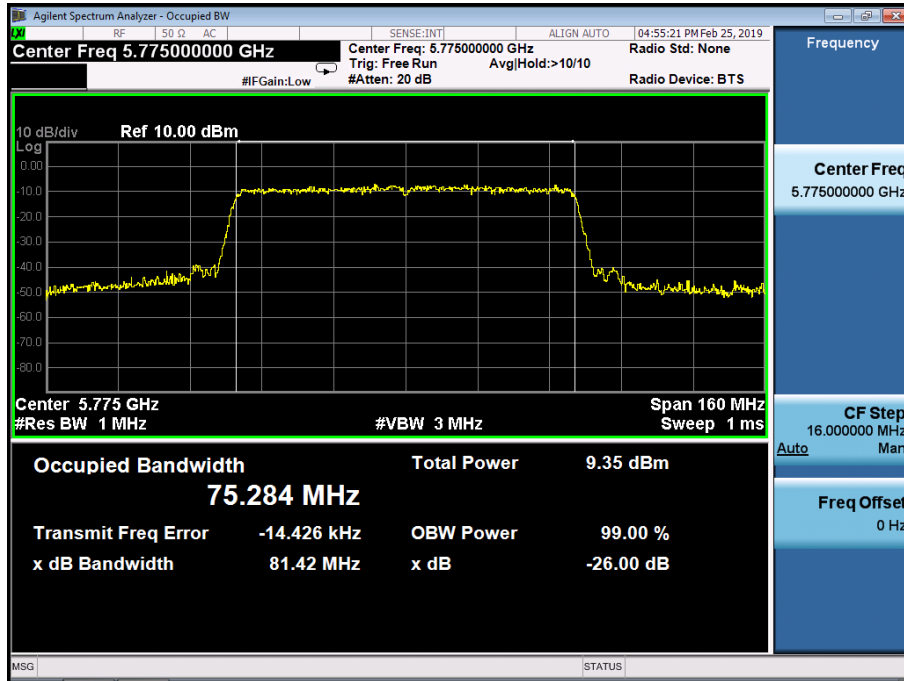 Agilent Spectrum Analyzer - Occupied BW
LXI RF 50 Ω AC SENSE:INT ALIGN AUTO 04:55:21 PM Feb 25, 2019
Center Freq 5.775000000 GHz
Center Freq: 5.775000000 GHz Radio Std: None
Trig: Free Run Avg|Hold:>10/10
#IFGain:Low #Atten: 20 dB Radio Device: BTS
10 dB/div Ref 10.00 dBm
Log
0.00
-10.0
-20.0
-30.0
-40.0
-50.0
-60.0
-70.0
-80.0
Center 5.775 GHz Span 160 MHz
#Res BW 1 MHz #VBW 3 MHz Sweep 1 ms
Occupied Bandwidth Total Power 9.35 dBm
75.284 MHz
Transmit Freq Error -14.426 kHz OBW Power 99.00 %
x dB Bandwidth 81.42 MHz x dB -26.00 dB
MSG STATUS
Frequency
Center Freq
5.775000000 GHz
CF Step
16.000000 MHz
Auto Man
Freq Offset
0 Hz